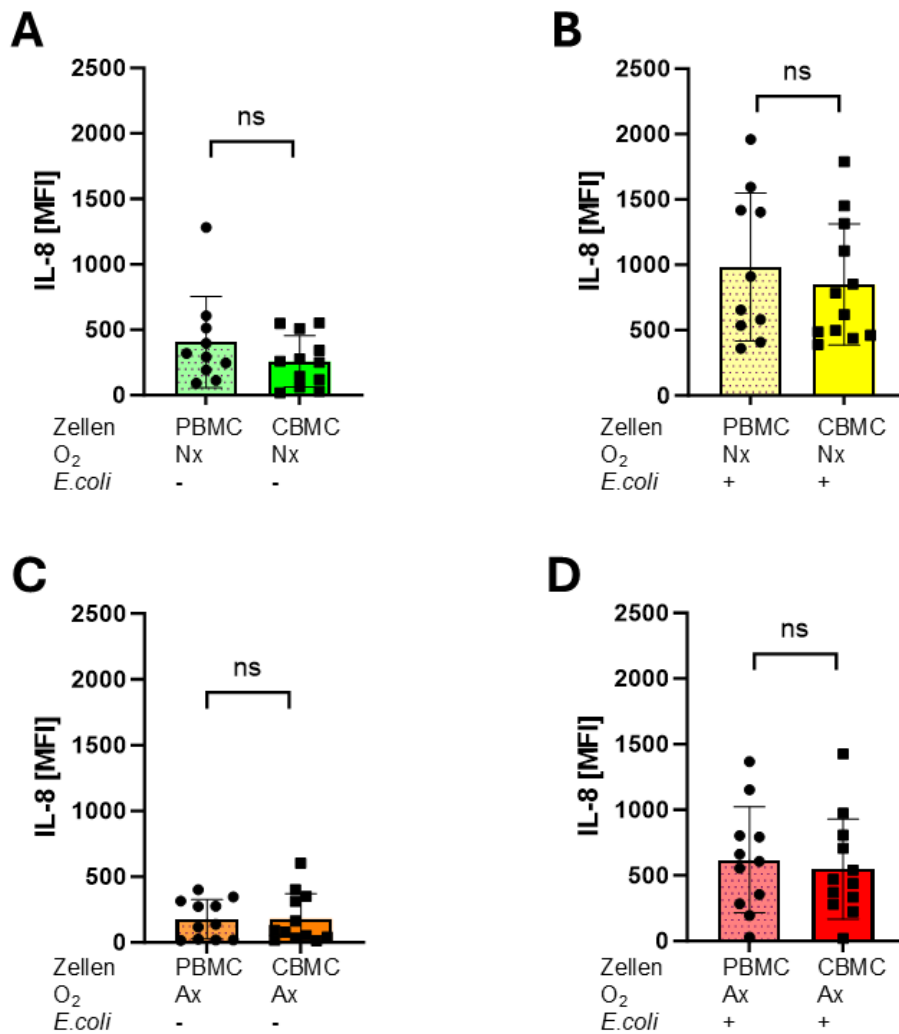 A
IL-8 [MFI]
2500
2000
1500
1000
500
0
ns
Zellen PBMC CBMC
O₂ Nx Nx
E.coli - -
B
IL-8 [MFI]
2500
2000
1500
1000
500
0
ns
Zellen PBMC CBMC
O₂ Nx Nx
E.coli + +
C
IL-8 [MFI]
2500
2000
1500
1000
500
0
ns
Zellen PBMC CBMC
O₂ Ax Ax
E.coli - -
D
IL-8 [MFI]
2500
2000
1500
1000
500
0
ns
Zellen PBMC CBMC
O₂ Ax Ax
E.coli + +